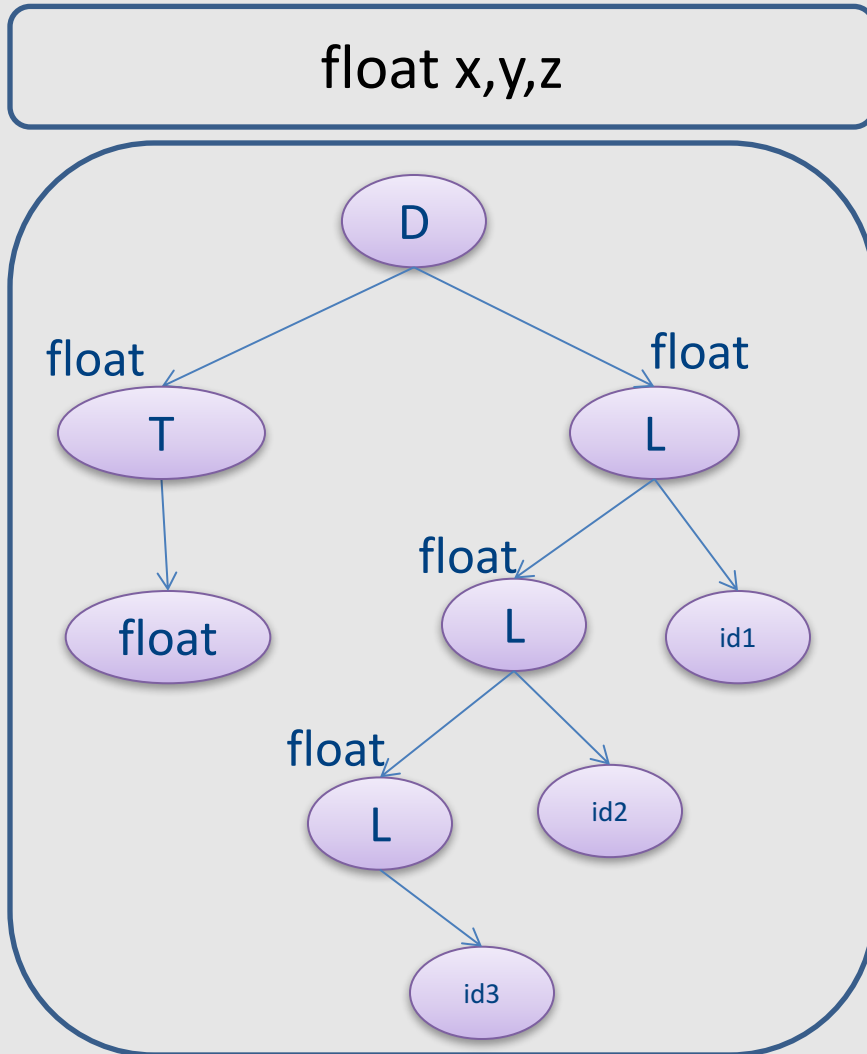 float x,y,z
D
float
float
T
L
float
float
L
id1
float
L
id2
id3